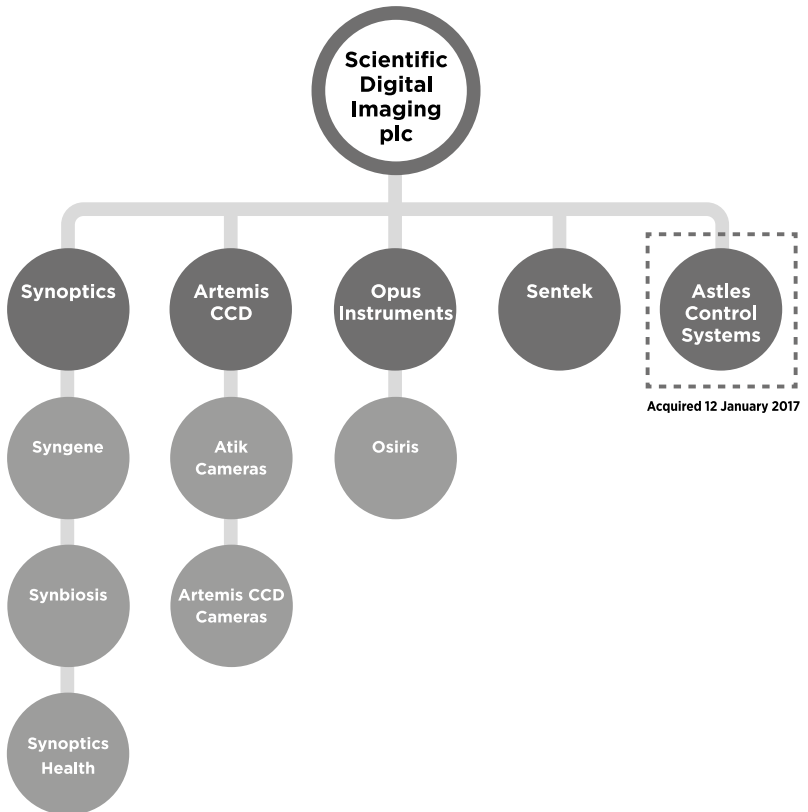 Scientific
Digital
Imaging
plc
Synoptics
Artemis
CCD
Opus
Instruments
Sentek
Astles
Control
Systems
Acquired 12 January 2017
Syngene
Atik
Cameras
Osiris
Synbiosis
Artemis CCD
Cameras
Synoptics
Health